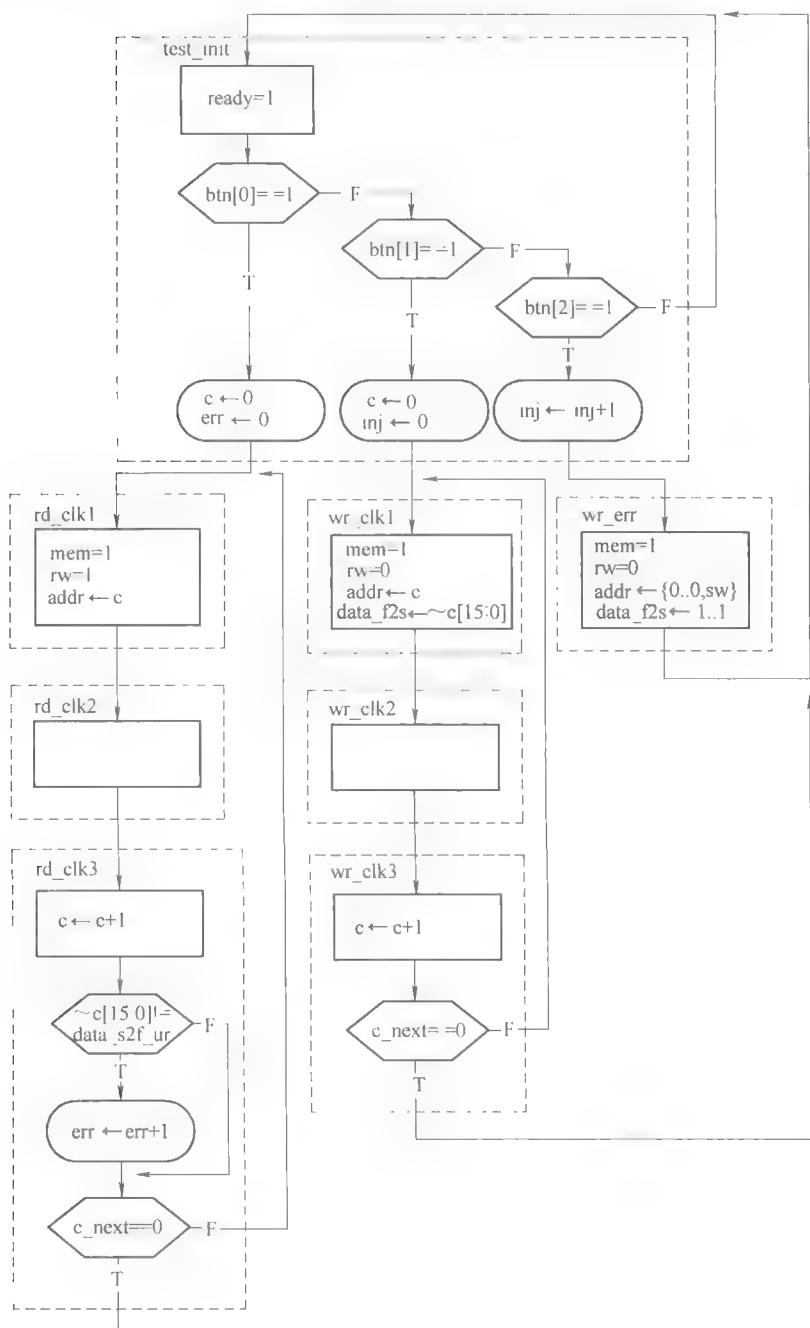 test_init
ready=1
btn[0]= =1
F
T
btn[1]= =1
F
T
btn[2]= =1
F
T
c ← 0
err ← 0
c ← 0
inj ← 0
inj ← inj+1
rd_clk1
mem=1
rw=1
addr ← c
wr_clk1
mem=1
rw=0
addr ← c
data_f2s← ~c[15:0]
wr_err
mem=1
rw=0
addr ← {0..0,sw}
data_f2s ← 1..1
rd_clk2
wr_clk2
rd_clk3
c ← c+1
~c[15:0]!=
data_s2f_ur
F
T
err ← err+1
c_next==0
F
T
wr_clk3
c ← c+1
c_next= =0
F
T